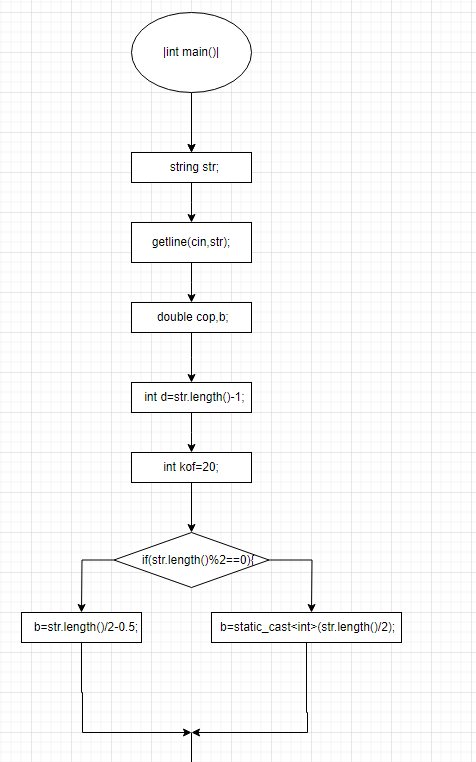 |int main()|
string str;
getline(cin,str);
double cop,b;
int d=str.length()-1;
int kof=20;
if(str.length()%2==0){
b=str.length()/2-0.5;
b=static_cast<int>(str.length()/2);